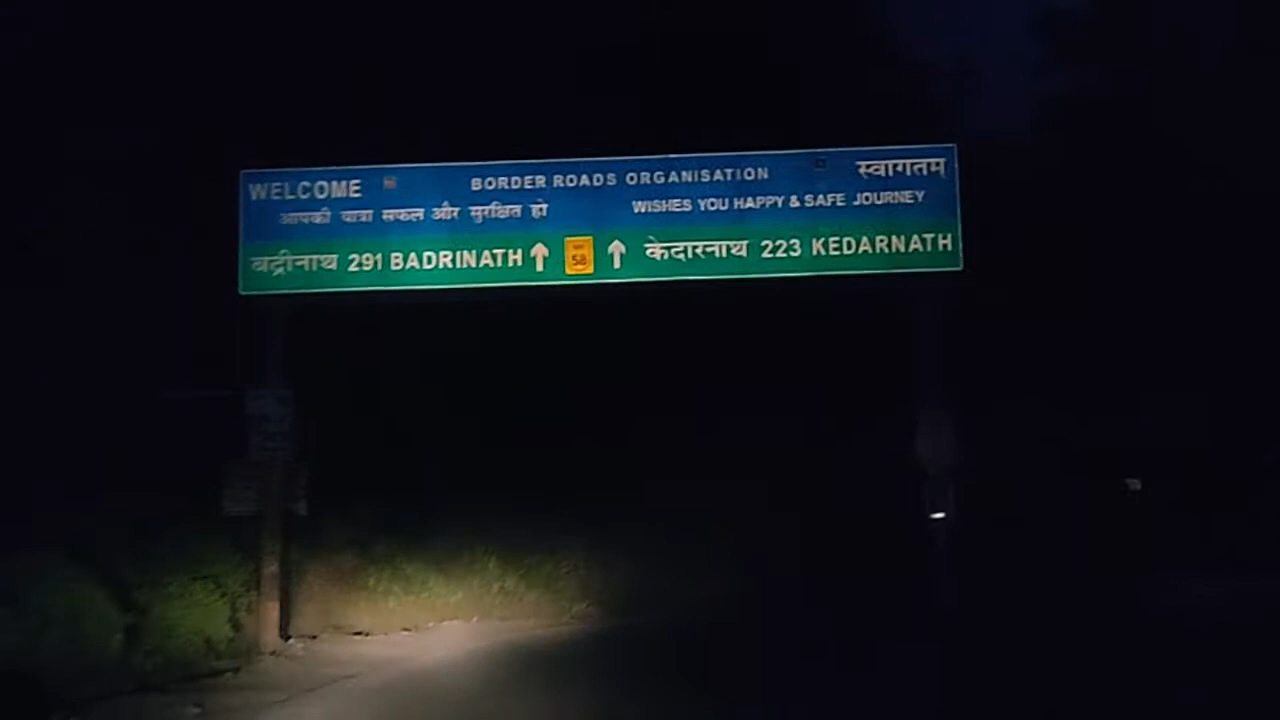 WELCOME BORDER ROADS ORGANISATION स्वागतम्
आपकी यात्रा सफल और सुरक्षित हो WISHES YOU HAPPY & SAFE JOURNEY
बद्रीनाथ 291 BADRINATH 58 केदारनाथ 223 KEDARNATH